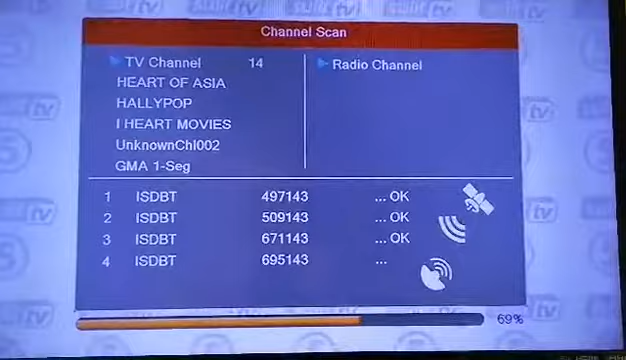 Channel Scan
TV Channel 14
Radio Channel
HEART OF ASIA
HALLYPOP
I HEART MOVIES
UnknownChl002
GMA 1-Seg
1 ISDBT 497143 ... OK
2 ISDBT 509143 ... OK
3 ISDBT 671143 ... OK
4 ISDBT 695143 ...
69%